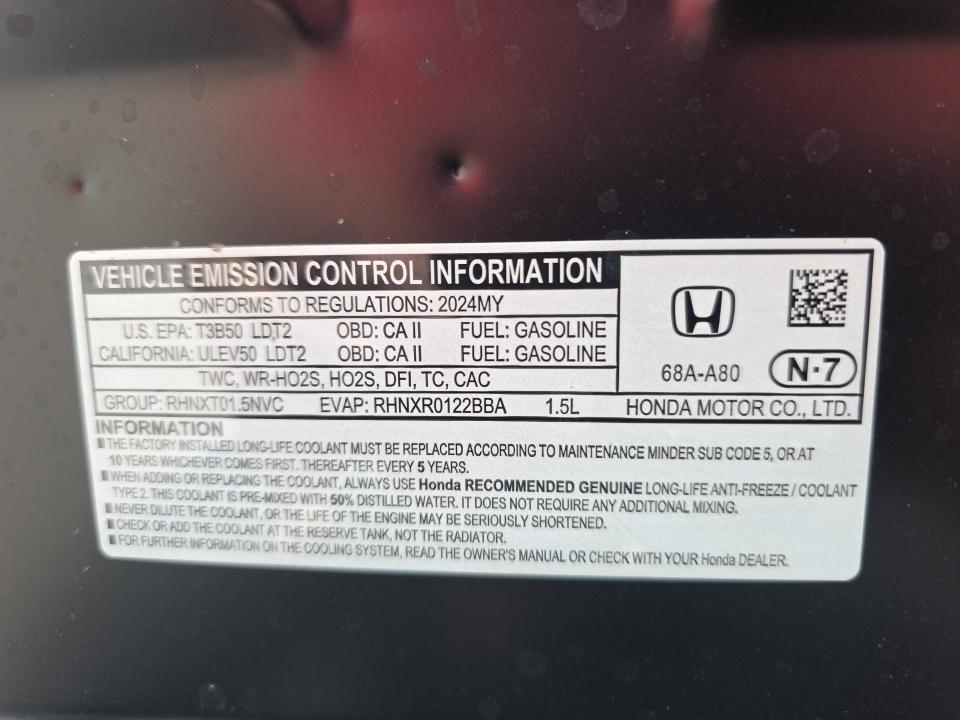 VEHICLE EMISSION CONTROL INFORMATION
CONFORMS TO REGULATIONS: 2024MY
U.S. EPA: T3B50 LDT2 OBD: CA II FUEL: GASOLINE
CALIFORNIA: ULEV50 LDT2 OBD: CA II FUEL: GASOLINE
TWC, WR-HO2S, HO2S, DFI, TC, CAC
68A-A80 N·7
GROUP: RHNXT01.5NVC EVAP: RHNXR0122BBA 1.5L HONDA MOTOR CO., LTD.
INFORMATION
THE FACTORY INSTALLED LONG-LIFE COOLANT MUST BE REPLACED ACCORDING TO MAINTENANCE MINDER SUB CODE 5, OR AT
10 YEARS WHICHEVER COMES FIRST. THEREAFTER EVERY 5 YEARS.
WHEN ADDING OR REPLACING THE COOLANT, ALWAYS USE Honda RECOMMENDED GENUINE LONG-LIFE ANTI-FREEZE / COOLANT
TYPE 2. THIS COOLANT IS PRE-MIXED WITH 50% DISTILLED WATER. IT DOES NOT REQUIRE ANY ADDITIONAL MIXING.
NEVER DILUTE THE COOLANT, OR THE LIFE OF THE ENGINE MAY BE SERIOUSLY SHORTENED.
CHECK OR ADD THE COOLANT AT THE RESERVE TANK, NOT THE RADIATOR.
FOR FURTHER INFORMATION ON THE COOLING SYSTEM, READ THE OWNER'S MANUAL OR CHECK WITH YOUR Honda DEALER.